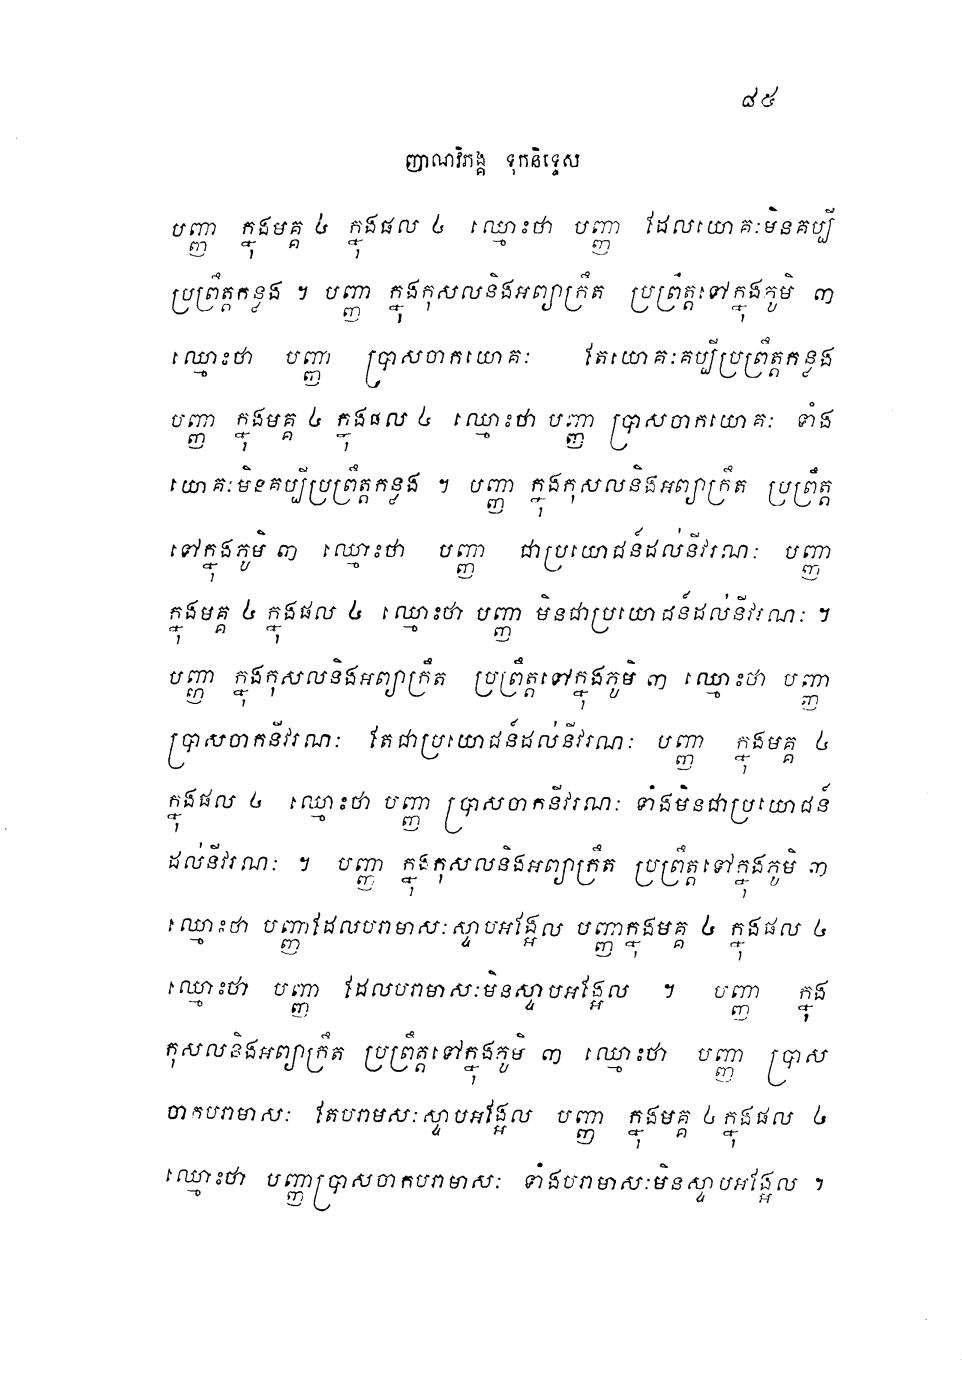 ៨៥
ញាណវិភង្គ ទុកនិទ្ទេស
បញ្ញា ក្នុងមគ្គ ៤ ក្នុងផល ៤ ឈ្មោះថា បញ្ញា ដែលយោគៈមិនគប្បី
ប្រព្រឹត្តកន្លង ។ បញ្ញា ក្នុងកុសលនិងអព្យាក្រឹត ប្រព្រឹត្តទៅក្នុងភូមិ ៣
ឈ្មោះថា បញ្ញា ប្រាសចាកយោគៈ តែយោគៈគប្បីប្រព្រឹត្តកន្លង
បញ្ញា ក្នុងមគ្គ ៤ ក្នុងផល ៤ ឈ្មោះថា បញ្ញា ប្រាសចាកយោគៈ ទាំង
យោគៈមិនគប្បីប្រព្រឹត្តកន្លង ។ បញ្ញា ក្នុងកុសលនិងអព្យាក្រឹត ប្រព្រឹត្ត
ទៅក្នុងភូមិ ៣ ឈ្មោះថា បញ្ញា ជាប្រយោជន៍ដល់នីវរណៈ បញ្ញា
ក្នុងមគ្គ ៤ ក្នុងផល ៤ ឈ្មោះថា បញ្ញា មិនជាប្រយោជន៍ដល់នីវរណៈ ។
បញ្ញា ក្នុងកុសលនិងអព្យាក្រឹត ប្រព្រឹត្តទៅក្នុងភូមិ ៣ ឈ្មោះថា បញ្ញា
ប្រាសចាកនីវរណៈ តែជាប្រយោជន៍ដល់នីវរណៈ បញ្ញា ក្នុងមគ្គ ៤
ក្នុងផល ៤ ឈ្មោះថា បញ្ញា ប្រាសចាកនីវរណៈ ទាំងមិនជាប្រយោជន៍
ដល់នីវរណៈ ។ បញ្ញា ក្នុងកុសលនិងអព្យាក្រឹត ប្រព្រឹត្តទៅក្នុងភូមិ ៣
ឈ្មោះថា បញ្ញាដែលបរាមាសៈស្ទាបអង្អែល បញ្ញាក្នុងមគ្គ ៤ ក្នុងផល ៤
ឈ្មោះថា បញ្ញា ដែលបរាមាសៈមិនស្ទាបអង្អែល ។ បញ្ញា ក្នុង
កុសលនិងអព្យាក្រឹត ប្រព្រឹត្តទៅក្នុងភូមិ ៣ ឈ្មោះថា បញ្ញា ប្រាស
ចាកបរាមាសៈ តែបរាមសៈស្ទាបអង្អែល បញ្ញា ក្នុងមគ្គ ៤ ក្នុងផល ៤
ឈ្មោះថា បញ្ញាប្រាសចាកបរាមាសៈ ទាំងបរាមាសៈមិនស្ទាបអង្អែល ។